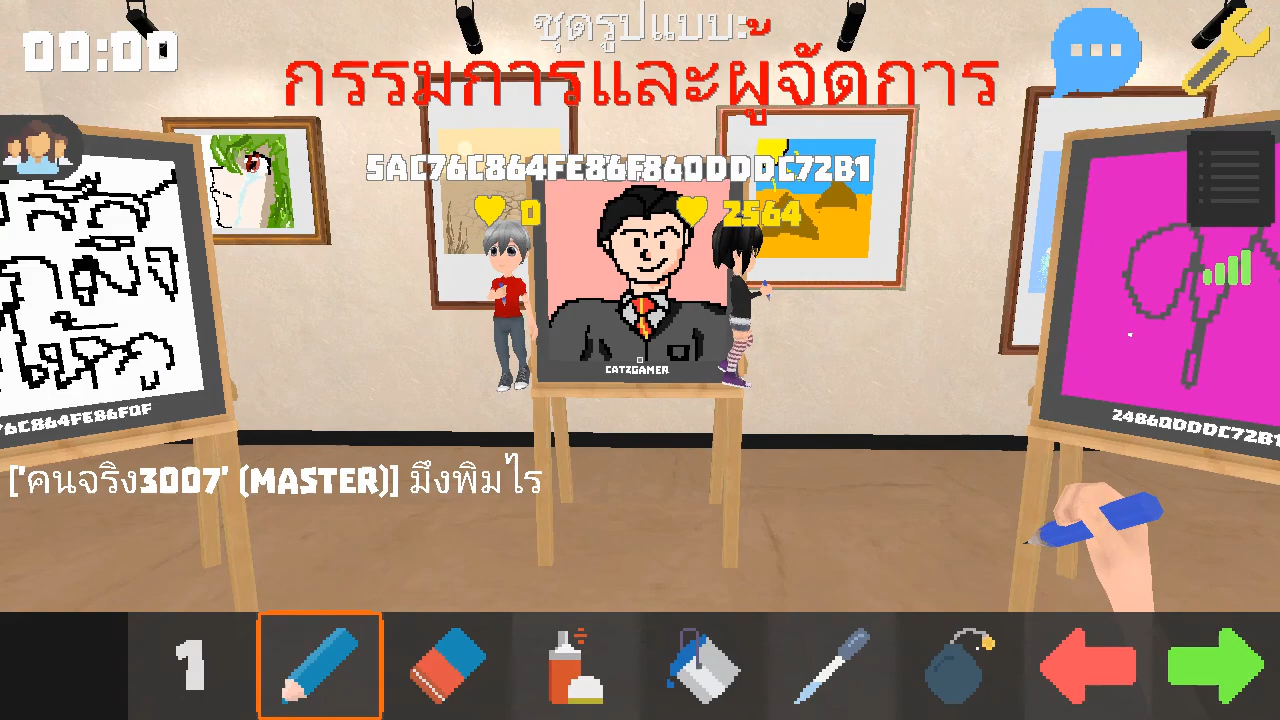 00:00
ชุดรูปแบบ:
กรรมการและผู้จัดการ
5AC76C864FE86F860DDDDC72B1
0
2564
CATZGAMER
76C864FE86F0F
2486DDDDC72B1
['คนจริง3007' (MASTER)] มึงพิมไร
1